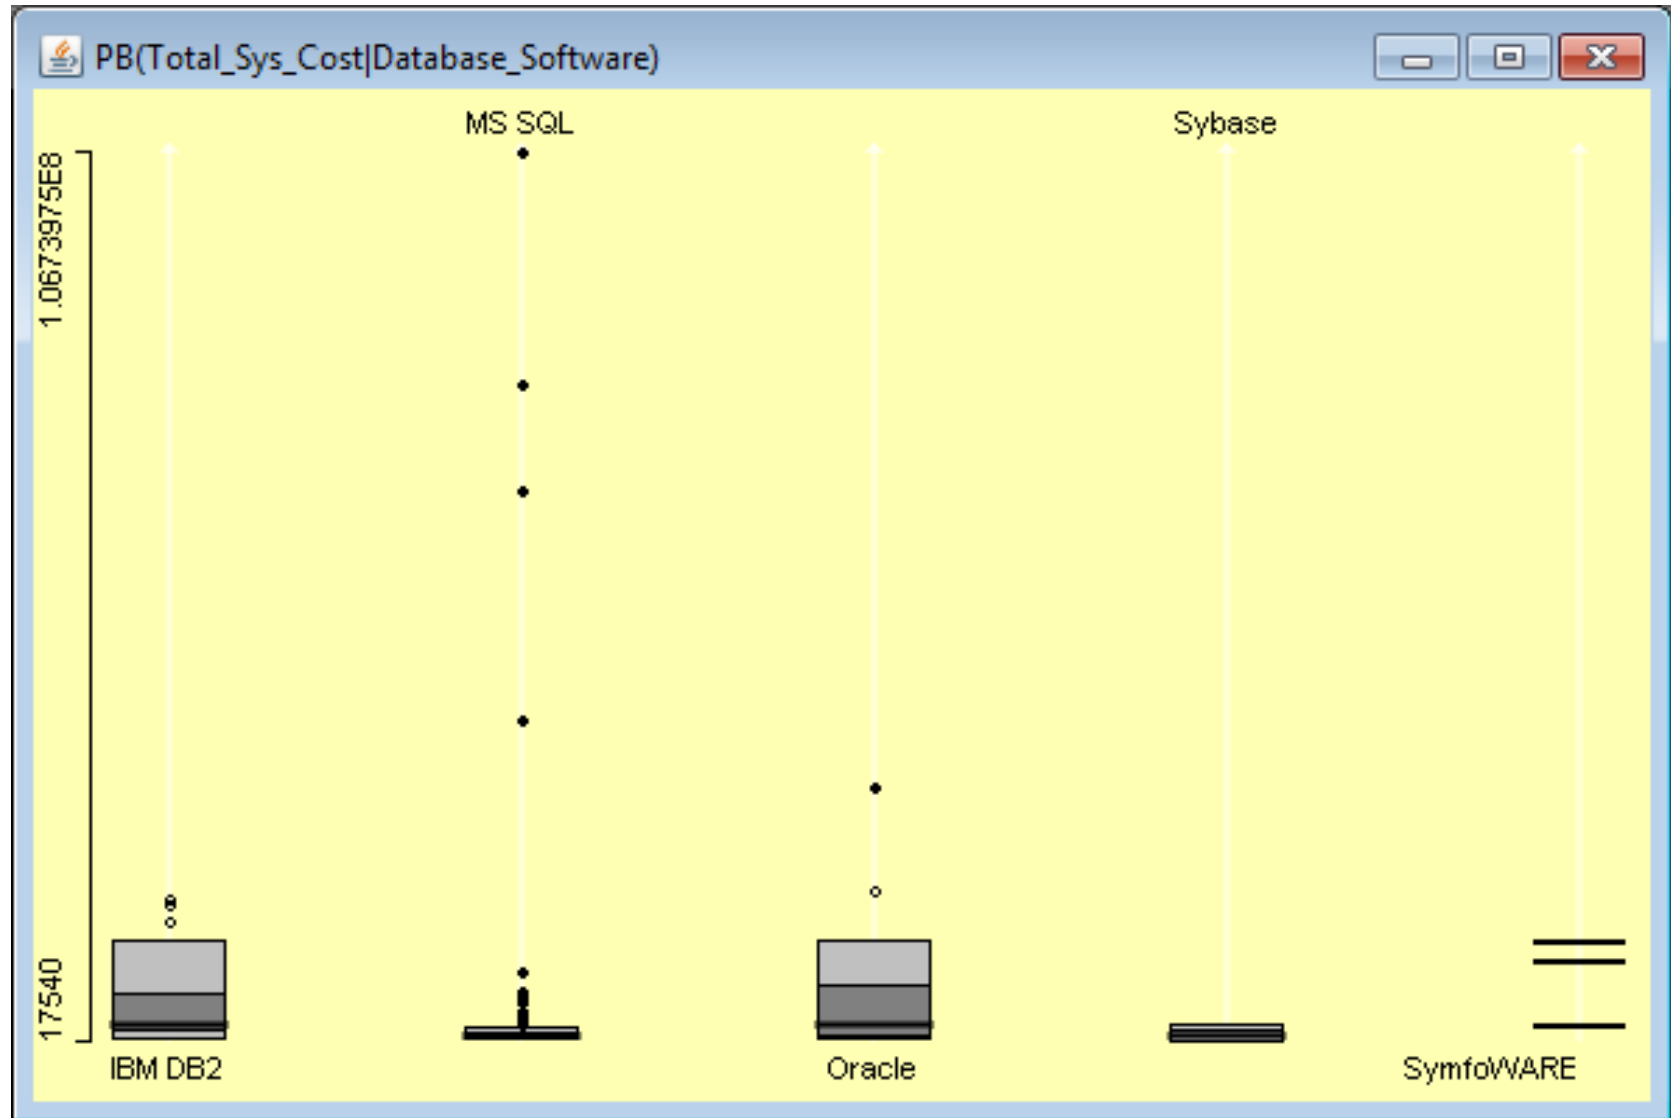 PB(Total_Sys_Cost|Database_Software)
MS SQL
Sybase
1.0673975E8
17540
IBM DB2
Oracle
SymfoWARE